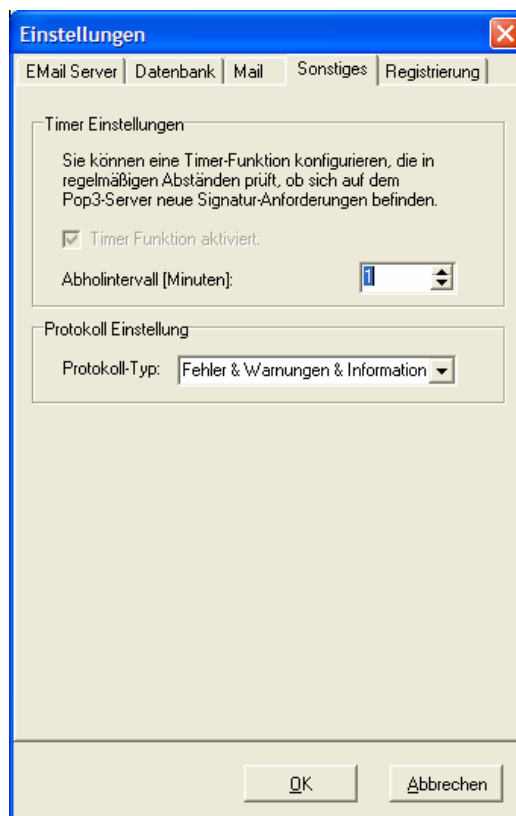 Einstellungen
EMail Server Datenbank Mail Sonstiges Registrierung
Timer Einstellungen
Sie können eine Timer-Funktion konfigurieren, die in
regelmäßigen Abständen prüft, ob sich auf dem
Pop3-Server neue Signatur-Anforderungen befinden.
Timer Funktion aktiviert.
Abholintervall [Minuten]: 1
Protokoll Einstellung
Protokoll-Typ: Fehler & Warnungen & Information
OK Abbrechen